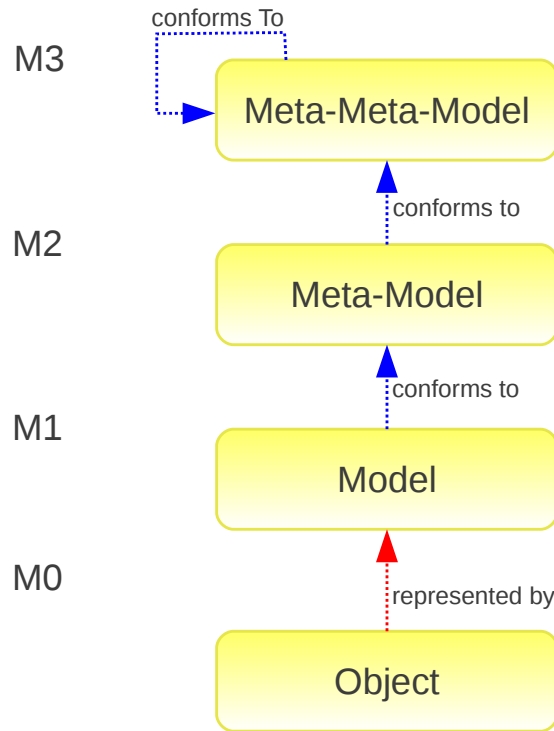 conforms To
M3
Meta-Meta-Model
conforms to
M2
Meta-Model
conforms to
M1
Model
M0
represented by
Object